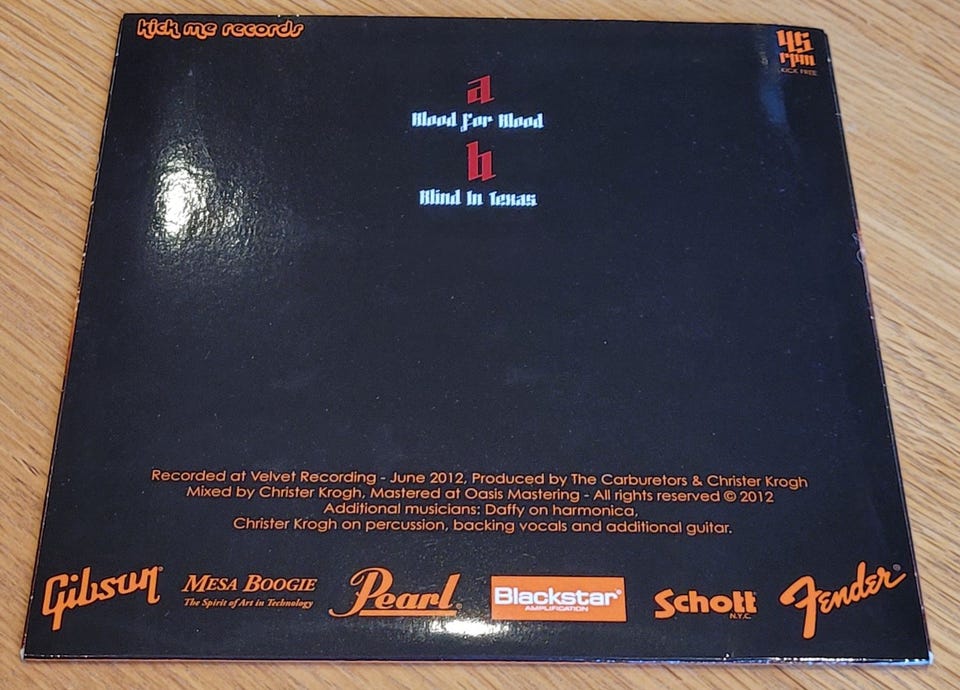 kick me records
45
rpm
KICK FREE
a
Blood for Blood
b
Blind In Texas
Recorded at Velvet Recording - June 2012, Produced by The Carburetors & Christer Krogh
Mixed by Christer Krogh, Mastered at Oasis Mastering - All rights reserved © 2012
Additional musicians: Daffy on harmonica,
Christer Krogh on percussion, backing vocals and additional guitar.
Gibson
MESA BOOGIE
The Spirit of Art in Technology
Pearl
Blackstar®
AMPLIFICATION
Schott
N.Y.C.
Fender®